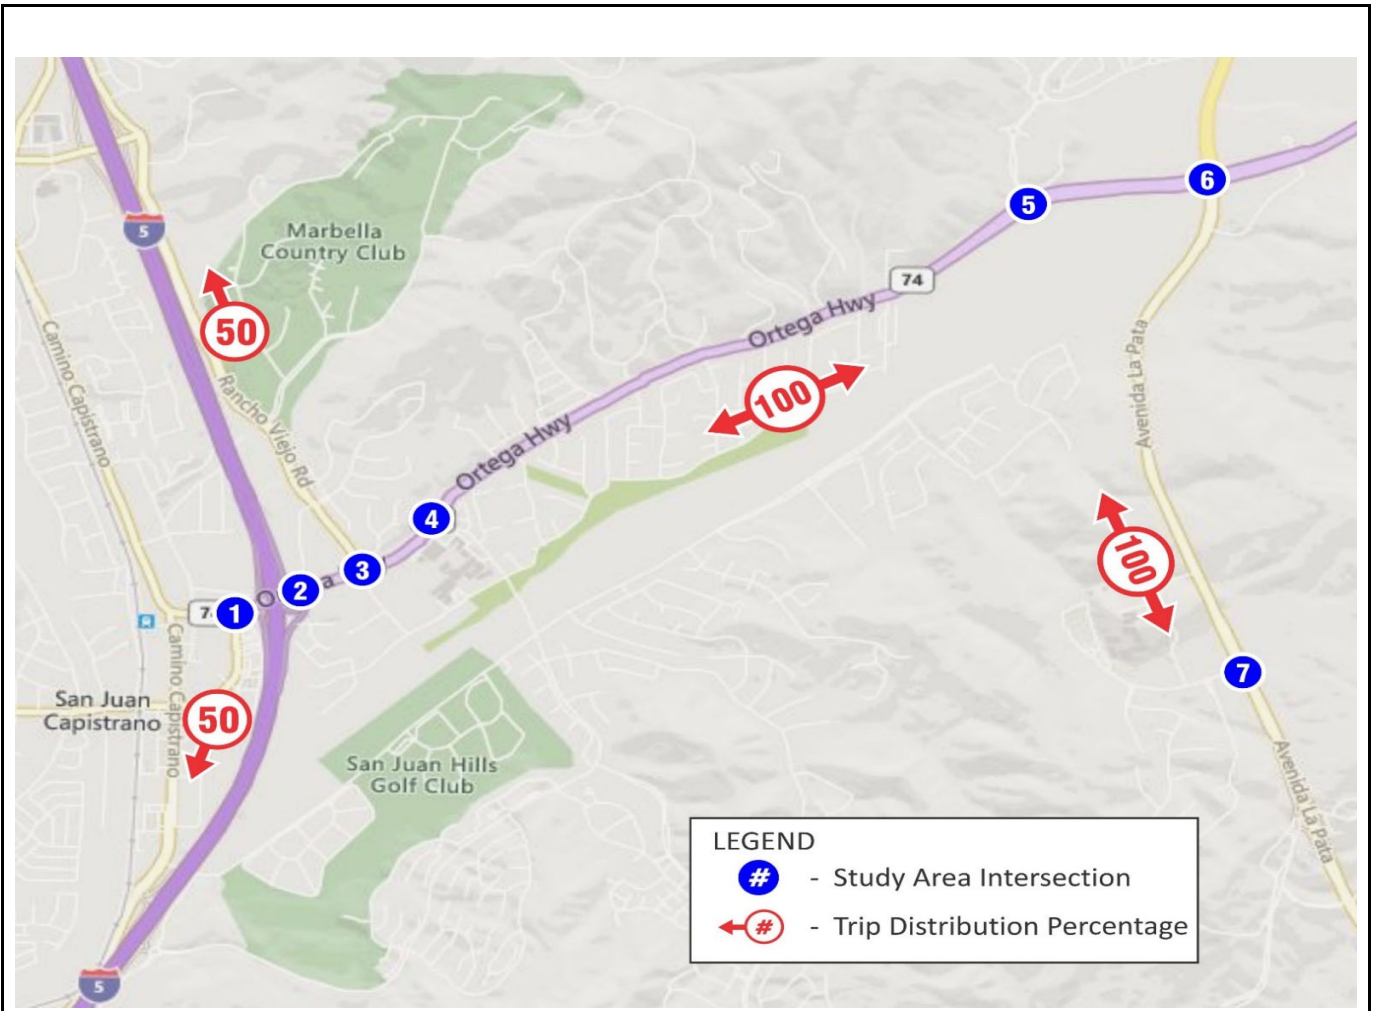 5
Marbella
Country Club
6
5
74
50
Ortega Hwy
Camino Capistrano
Avenida La Pata
Rancho Viejo Rd
100
Ortega Hwy
4
100
3
2
1
7
Camino Capistrano
San Juan
Capistrano
50
San Juan Hills
Golf Club
Avenida La Pata
LEGEND
# - Study Area Intersection
# - Trip Distribution Percentage
5